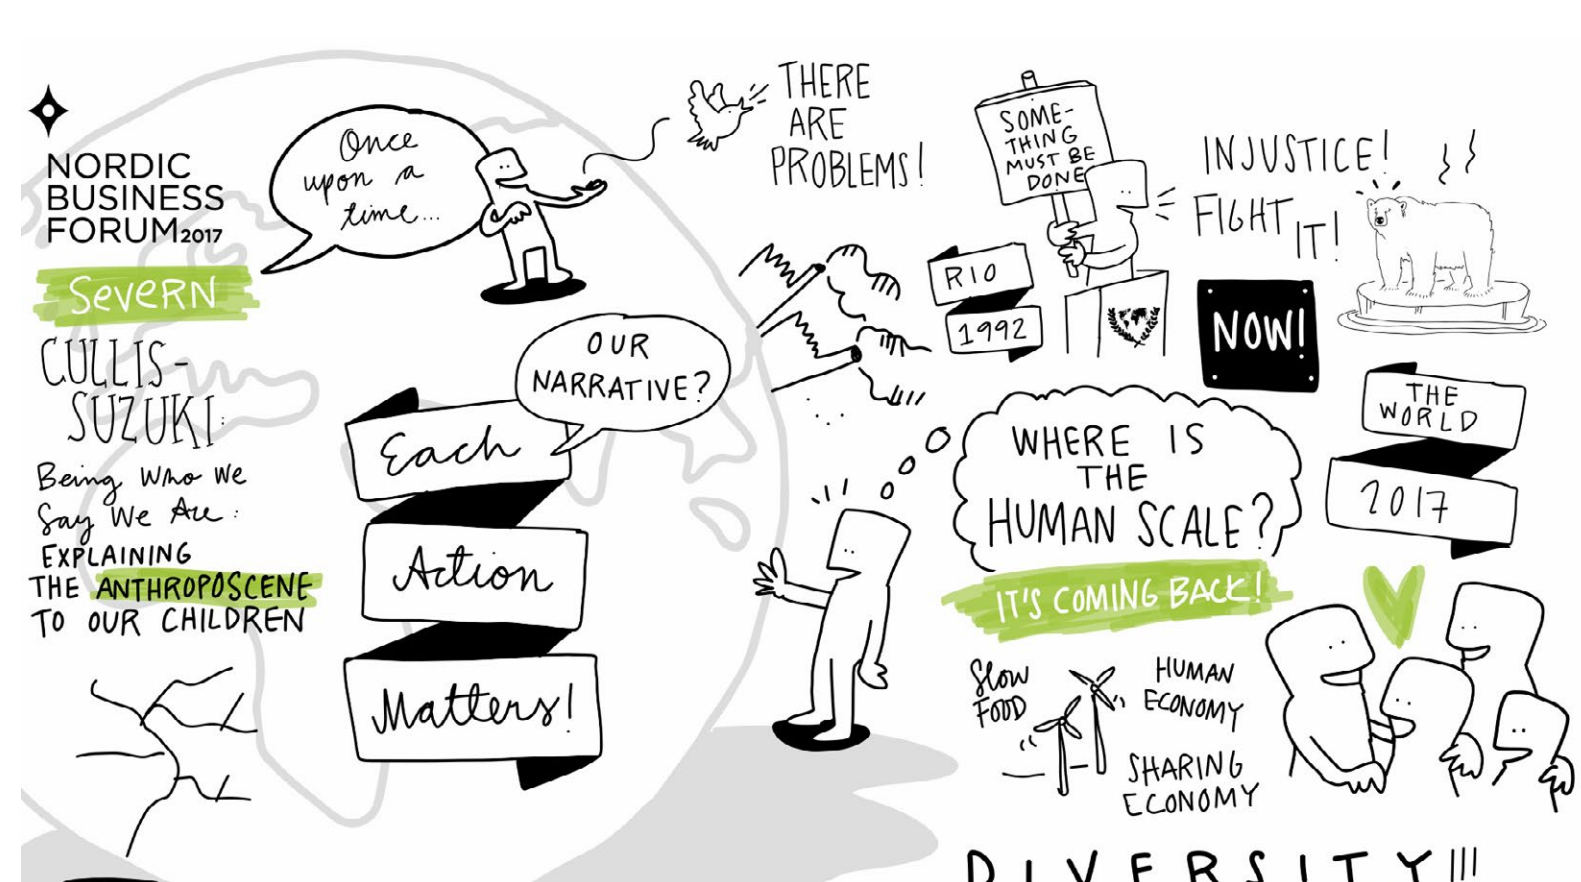 NORDIC
BUSINESS
FORUM2017
SEVERN
CULLIS-
SUZUKI:
Being Who We
Say We Are:
EXPLAINING
THE ANTHROPOSCENE
TO OUR CHILDREN
Once
upon a
time...
OUR
NARRATIVE?
Each
Action
Matters!
THERE
ARE
PROBLEMS!
SOME-
THING
MUST BE
DONE
RIO
1992
INJUSTICE!
FIGHT
IT!
NOW!
THE
WORLD
2017
WHERE IS
THE
HUMAN SCALE?
IT'S COMING BACK!
Slow
FOOD
HUMAN
ECONOMY
SHARING
ECONOMY
DIVERSITY!!!